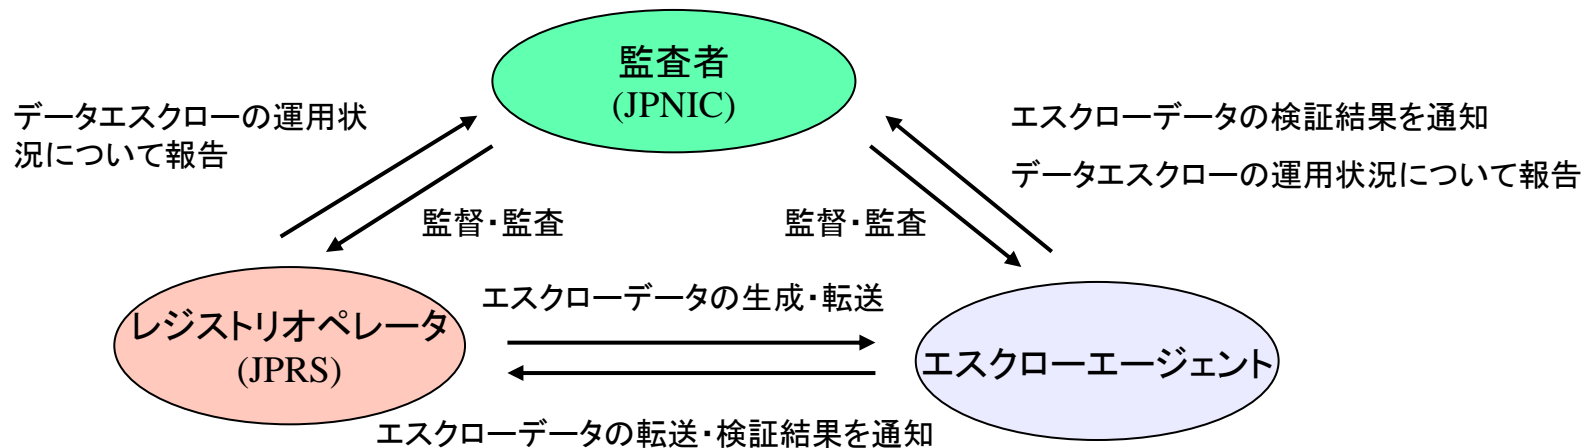 監査者
(JPNIC)
データエスクローの運用状
況について報告
エスクローデータの検証結果を通知
データエスクローの運用状況について報告
監督・監査
監督・監査
エスクローデータの生成・転送
レジストリオペレータ
(JPRS)
エスクローエージェント
エスクローデータの転送・検証結果を通知